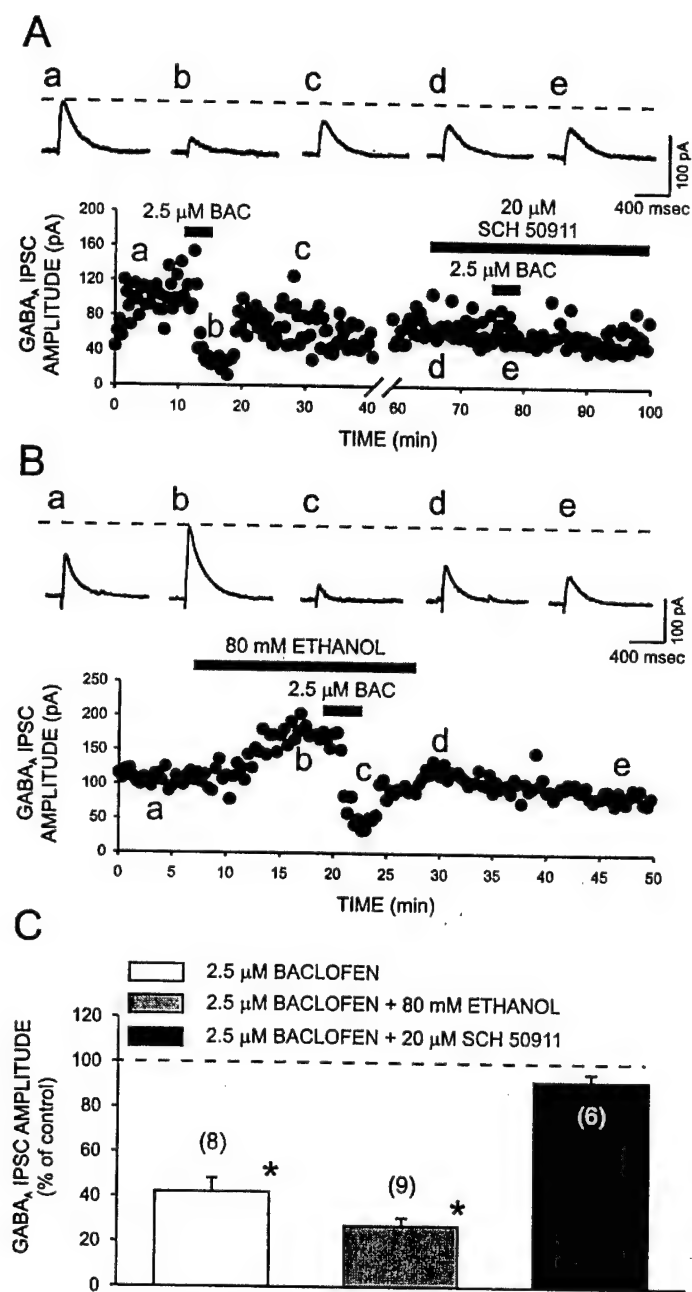 A
a b c d e
100 pA
400 msec
20 μM
SCH 50911
2.5 μM BAC
2.5 μM BAC
GABA_A IPSC
AMPLITUDE (pA)
200
160
120
80
40
0
a
b
c
d
e
0 10 20 30 40 60 70 80 90 100
TIME (min)
B
a b c d e
100 pA
400 msec
80 mM ETHANOL
2.5 μM BAC
GABA_A IPSC
AMPLITUDE (pA)
250
200
150
100
50
0
a
b
c
d
e
0 5 10 15 20 25 30 35 40 45 50
TIME (min)
C
2.5 μM BACLOFEN
2.5 μM BACLOFEN + 80 mM ETHANOL
2.5 μM BACLOFEN + 20 μM SCH 50911
GABA_A IPSC AMPLITUDE
(% of control)
120
100
80
60
40
20
0
(8)
*
(9)
*
(6)